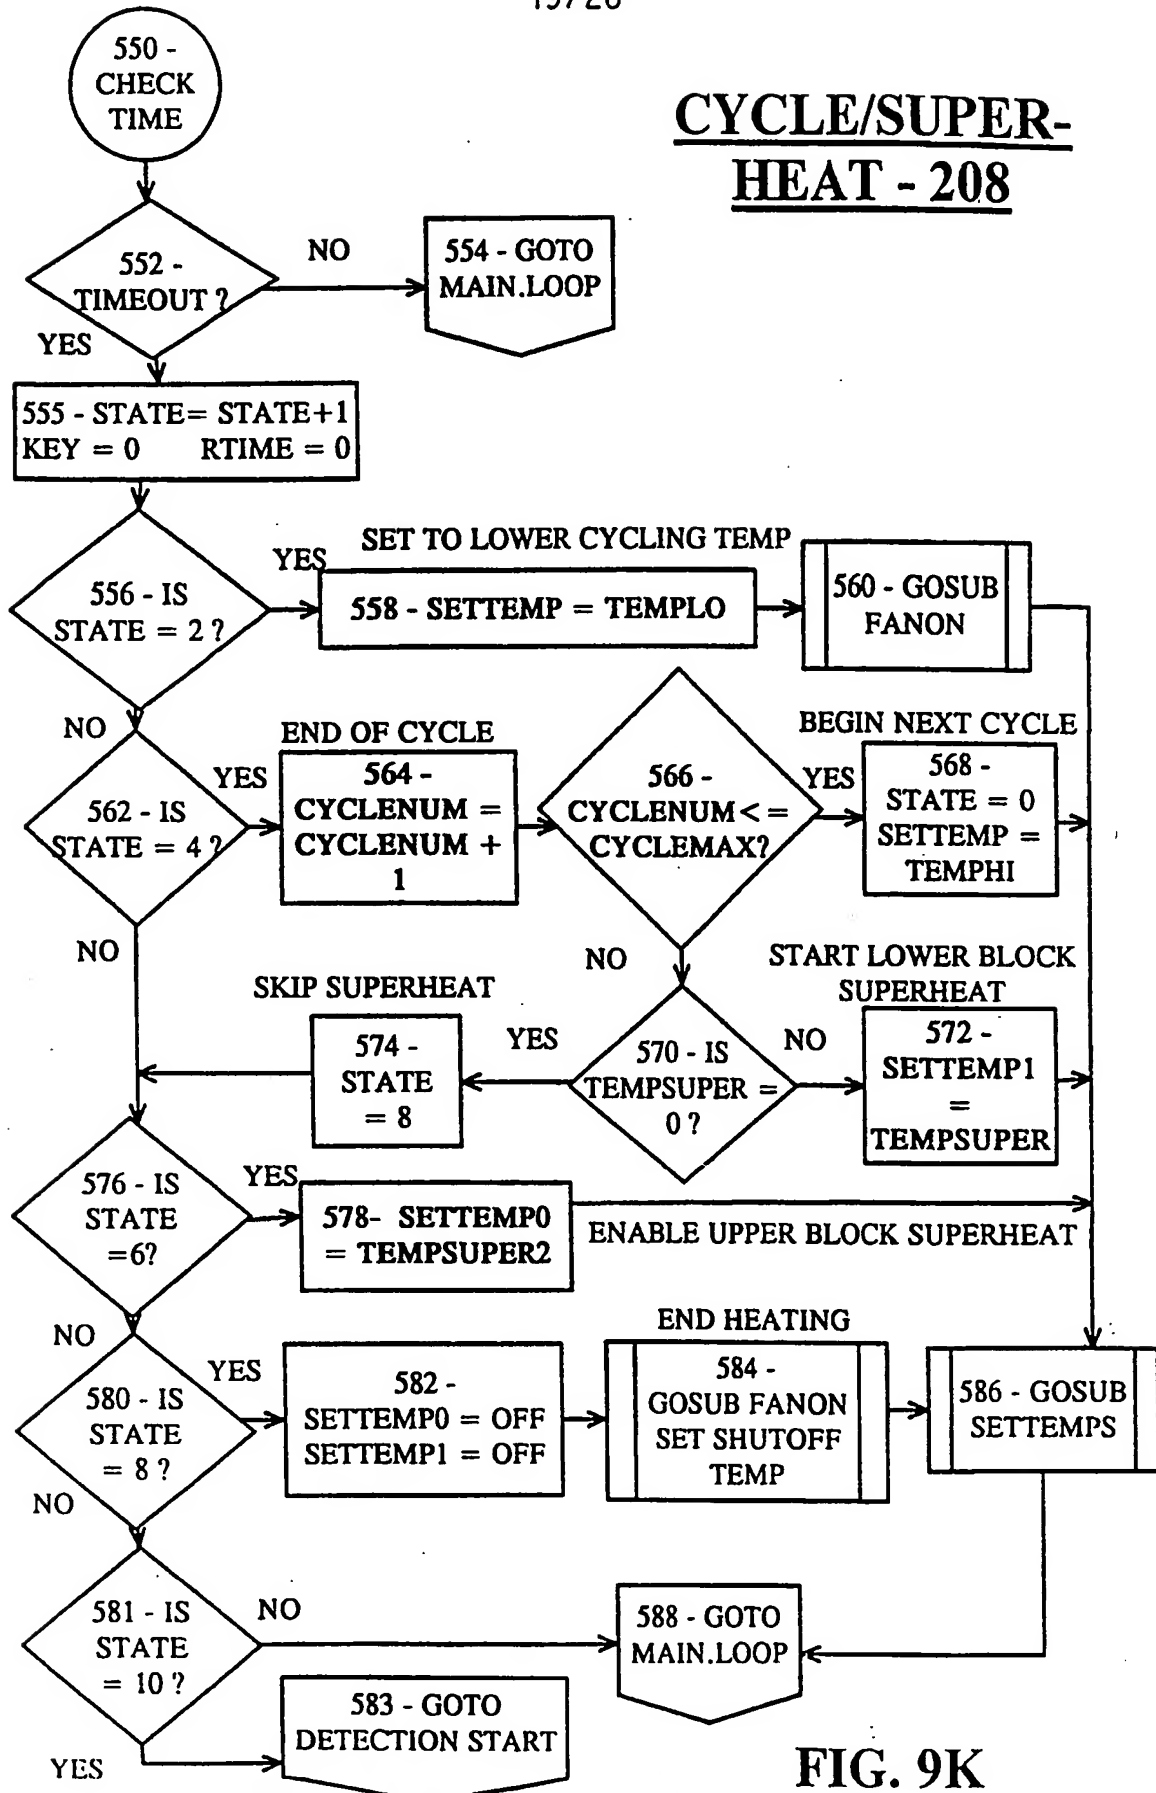 550 -
CHECK
TIME
CYCLE/SUPER-
HEAT - 208
552 -
TIMEOUT ?
NO
554 - GOTO
MAIN.LOOP
YES
555 - STATE= STATE+1
KEY = 0 RTIME = 0
556 - IS
STATE = 2 ?
YES
SET TO LOWER CYCLING TEMP
558 - SETTEMP = TEMPLO
560 - GOSUB
FANON
NO
562 - IS
STATE = 4 ?
YES
END OF CYCLE
564 -
CYCLENUM =
CYCLENUM +
1
566 -
CYCLENUM< =
CYCLEMAX?
YES
BEGIN NEXT CYCLE
568 -
STATE = 0
SETTEMP =
TEMPHI
NO
NO
START LOWER BLOCK
SUPERHEAT
SKIP SUPERHEAT
574 -
STATE
= 8
YES
570 - IS
TEMPSUPER =
0 ?
NO
572 -
SETTEMP1
=
TEMPSUPER
576 - IS
STATE
=6?
YES
578- SETTEMP0
= TEMPSUPER2
ENABLE UPPER BLOCK SUPERHEAT
NO
580 - IS
STATE
= 8 ?
YES
582 -
SETTEMP0 = OFF
SETTEMP1 = OFF
END HEATING
584 -
GOSUB FANON
SET SHUTOFF
TEMP
586 - GOSUB
SETTEMPS
NO
581 - IS
STATE
= 10 ?
NO
588 - GOTO
MAIN.LOOP
YES
583 - GOTO
DETECTION START
FIG. 9K